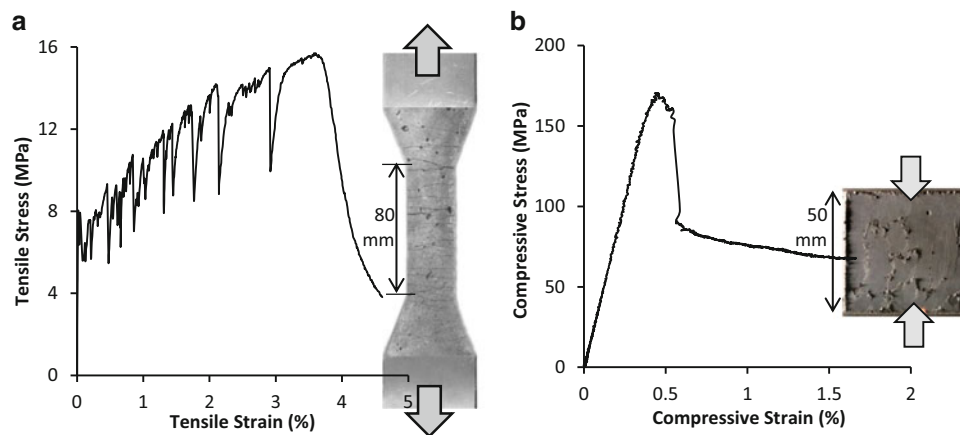 a
16
12
8
4
0
0
1
2
3
4
5
Tensile Stress (MPa)
Tensile Strain (%)
80
mm
b
200
150
100
50
0
0
0.5
1
1.5
2
Compressive Stress (MPa)
Compressive Strain (%)
50
mm